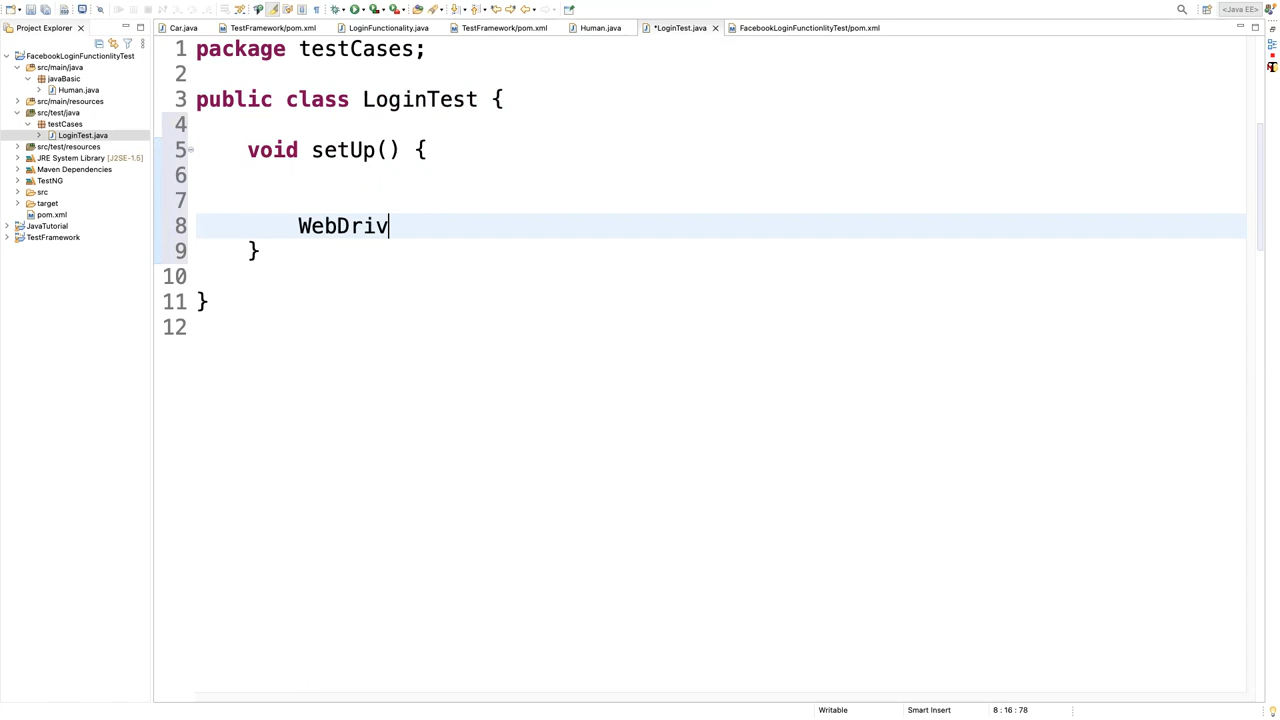 <Java EE>
Project Explorer
Car.java
TestFramework/pom.xml
LoginFunctionality.java
TestFramework/pom.xml
Human.java
*LoginTest.java
FacebookLoginFunctionlityTest/pom.xml
FacebookLoginFunctionlityTest
src/main/java
javaBasic
Human.java
src/main/resources
src/test/java
testCases
LoginTest.java
src/test/resources
JRE System Library [J2SE-1.5]
Maven Dependencies
TestNG
src
target
pom.xml
JavaTutorial
TestFramework
1 package testCases;
2
3 public class LoginTest {
4
5 void setUp() {
6
7
8 WebDriv
9 }
10
11 }
12
Writable
Smart Insert
8 : 16 : 78